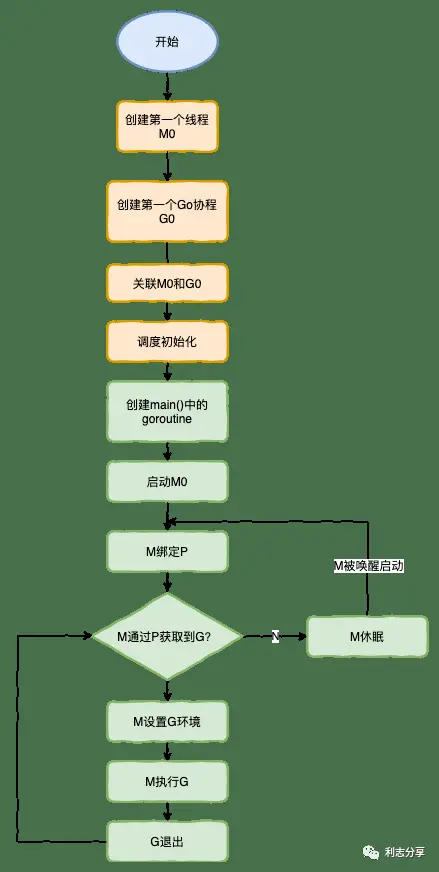 开始
创建第一个线程
M0
创建第一个Go协程
G0
关联M0和G0
调度初始化
创建main()中的
goroutine
启动M0
M绑定P
M被唤醒启动
M通过P获取到G?
N
M休眠
M设置G环境
M执行G
G退出
利志分享